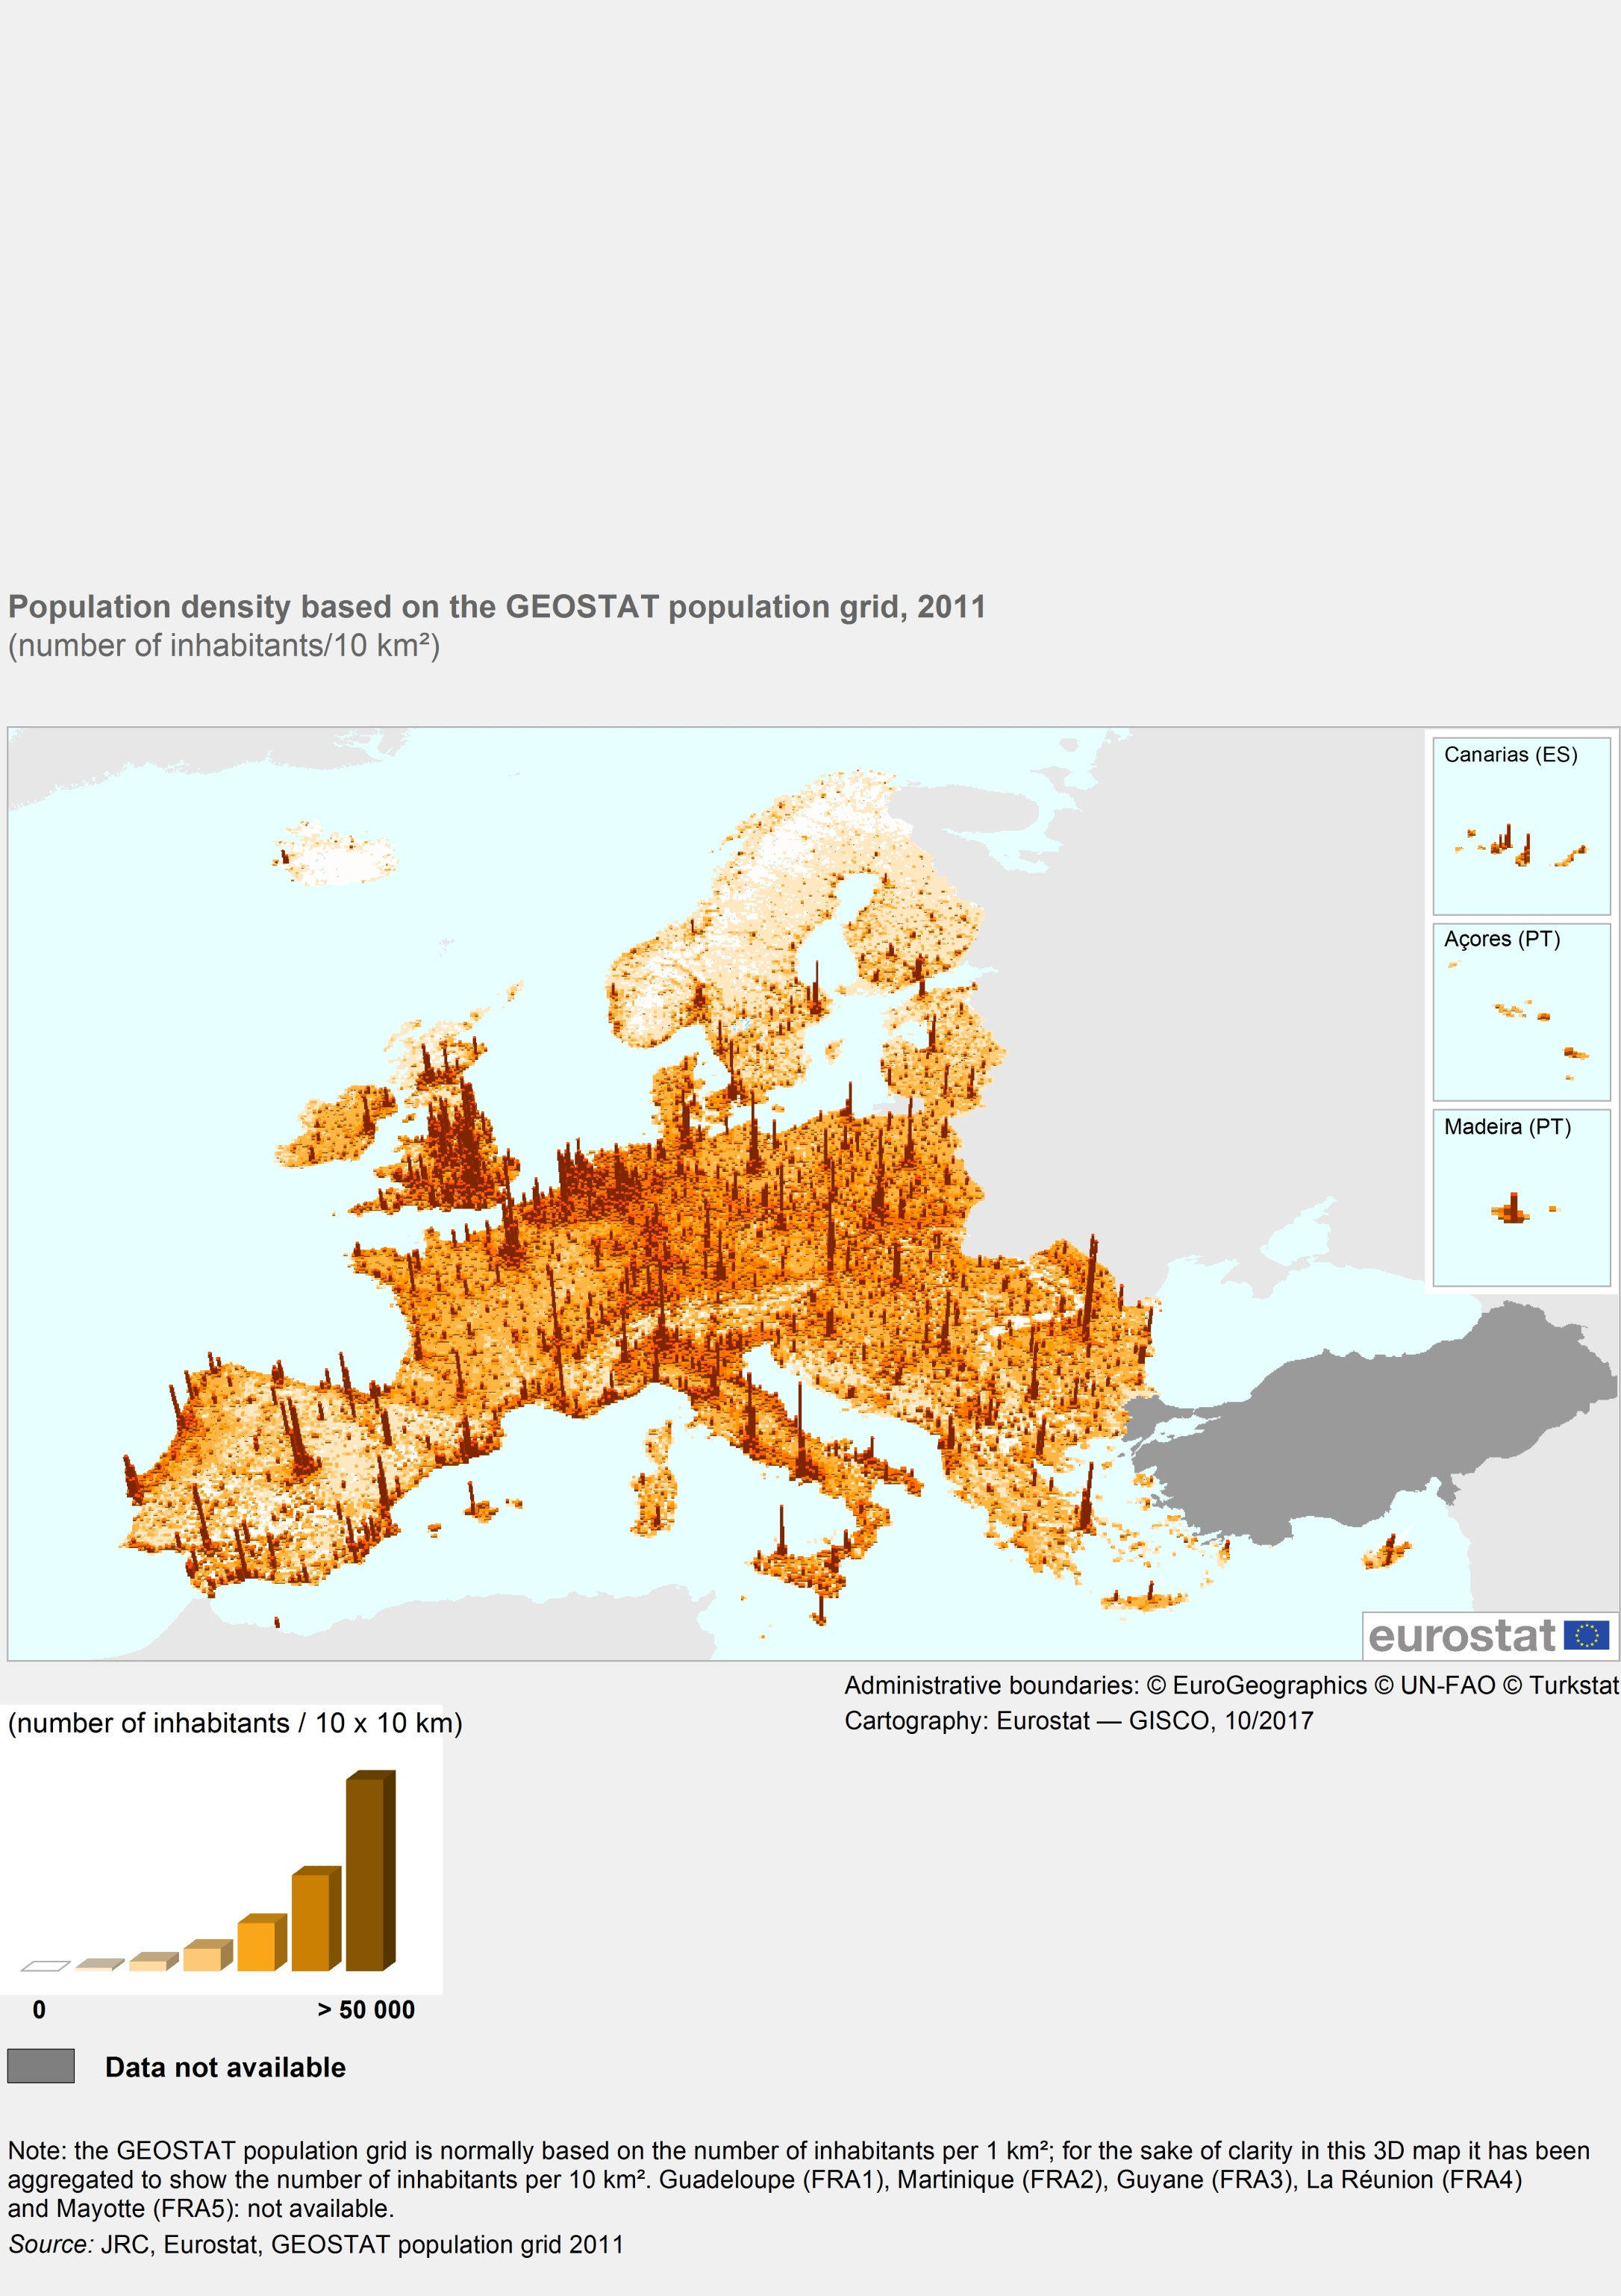 Population density based on the GEOSTAT population grid, 2011
(number of inhabitants/10 km²)
Canarias (ES)
Açores (PT)
Madeira (PT)
eurostat
Administrative boundaries: © EuroGeographics © UN-FAO © Turkstat
Cartography: Eurostat — GISCO, 10/2017
(number of inhabitants / 10 x 10 km)
0 > 50 000
Data not available
Note: the GEOSTAT population grid is normally based on the number of inhabitants per 1 km²; for the sake of clarity in this 3D map it has been
aggregated to show the number of inhabitants per 10 km². Guadeloupe (FRA1), Martinique (FRA2), Guyane (FRA3), La Réunion (FRA4)
and Mayotte (FRA5): not available.
Source: JRC, Eurostat, GEOSTAT population grid 2011